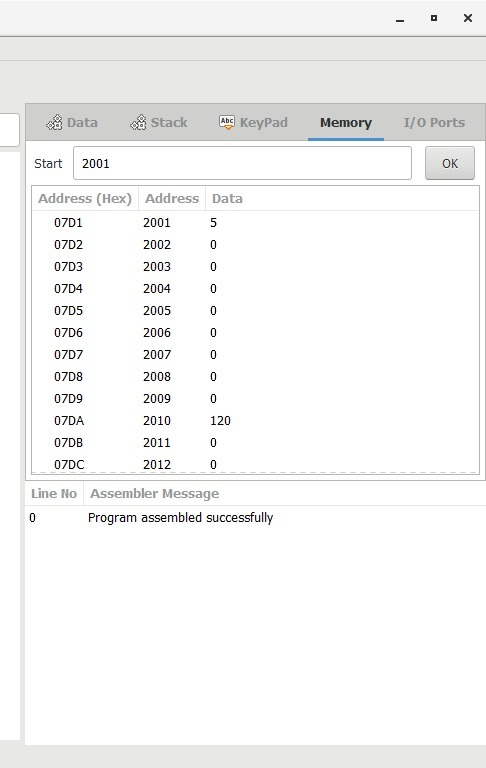 Data Stack Abc KeyPad Memory I/O Ports
Start 2001 OK
Address (Hex) Address Data
07D1 2001 5
07D2 2002 0
07D3 2003 0
07D4 2004 0
07D5 2005 0
07D6 2006 0
07D7 2007 0
07D8 2008 0
07D9 2009 0
07DA 2010 120
07DB 2011 0
07DC 2012 0
Line No Assembler Message
0 Program assembled successfully